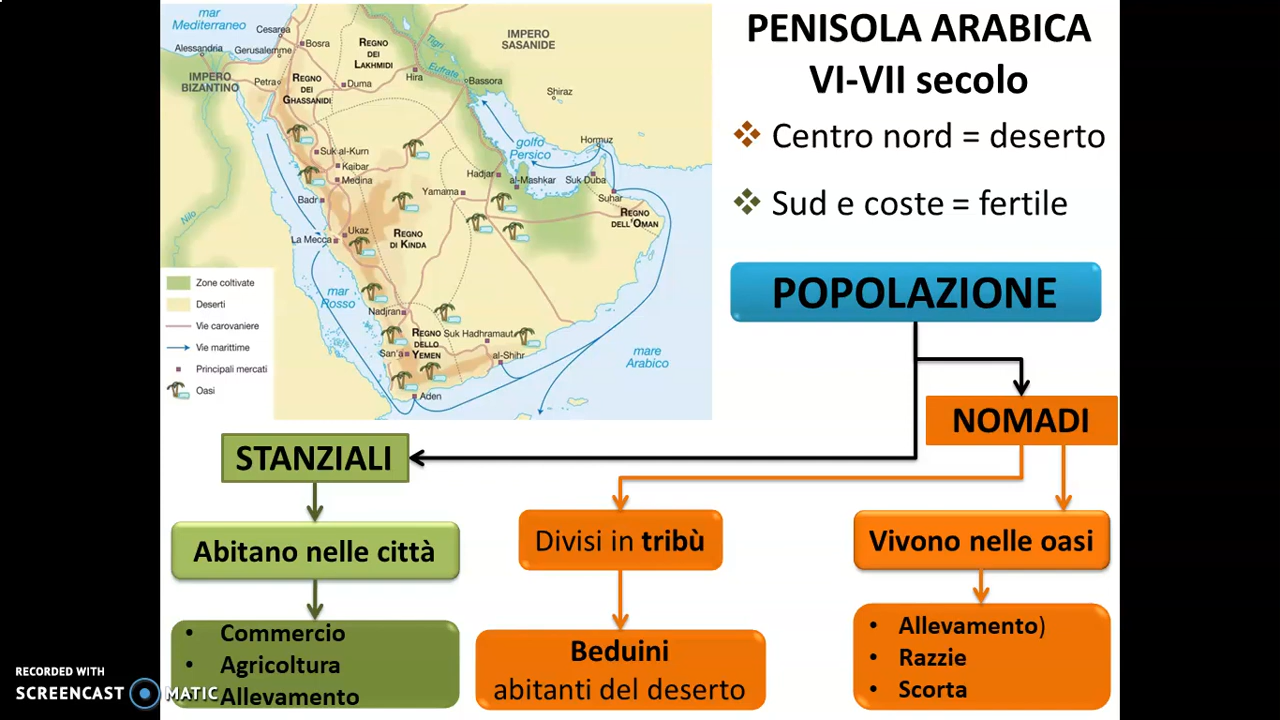 mar
Mediterraneo
Cesarea
Alessandria
Gerusalemme
Bosra
REGNO
DEI
LAKHMIDI
Tigri
IMPERO
SASANIDE
IMPERO
BIZANTINO
Petra
REGNO
DEI
GHASSANIDI
Duma
Hira
Eufrate
Bassora
Shiraz
Suk al-Kurn
Kaibar
Medina
Badr
golfo
Persico
Hormuz
Hadjar
al-Mashkar
Suk Duba
Yamama
Suhar
REGNO
DELL'OMAN
Nilo
La Mecca
Ukaz
REGNO
DI KINDA
mar
Rosso
Nadjran
REGNO
DELLO
YEMEN
Suk Hadhramaut
San'a
al-Shihr
Aden
mare
Arabico
Zone coltivate
Deserti
Vie carovaniere
Vie marittime
Principali mercati
Oasi
PENISOLA ARABICA
VI-VII secolo
❖ Centro nord = deserto
❖ Sud e coste = fertile
POPOLAZIONE
NOMADI
STANZIALI
Abitano nelle città
Divisi in tribù
Vivono nelle oasi
• Commercio
• Agricoltura
• Allevamento
Beduini
abitanti del deserto
• Allevamento)
• Razzie
• Scorta
RECORDED WITH
SCREENCAST MATIC